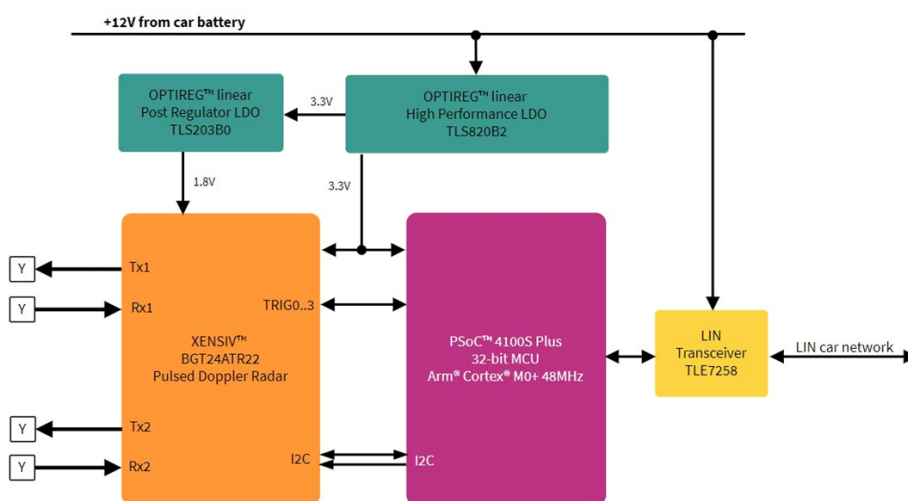 +12V from car battery
OPTIREG™ linear
Post Regulator LDO
TLS203B0
3.3V
OPTIREG™ linear
High Performance LDO
TLS820B2
1.8V
3.3V
Y
Tx1
Y
Rx1
TRIG0..3
XENSIV™
BGT24ATR22
Pulsed Doppler Radar
PSoC™ 4100S Plus
32-bit MCU
Arm® Cortex® M0+ 48MHz
LIN
Transceiver
TLE7258
LIN car network
Y
Tx2
Y
Rx2
I2C
I2C